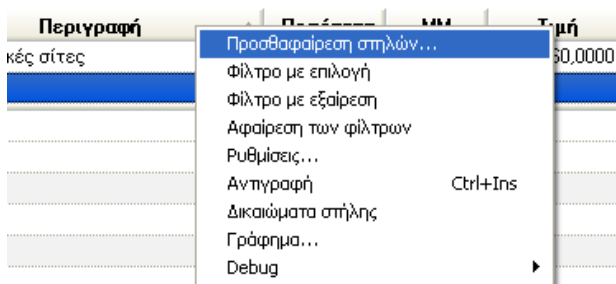 Περιγραφή ΜΜ
Προσθαφαίρεση στηλών...
κές σίτες 60,0000
Φίλτρο με επιλογή
Φίλτρο με εξαίρεση
Αφαίρεση των φίλτρων
Ρυθμίσεις...
Αντιγραφή Ctrl+Ins
Δικαιώματα στήλης
Γράφημα...
Debug